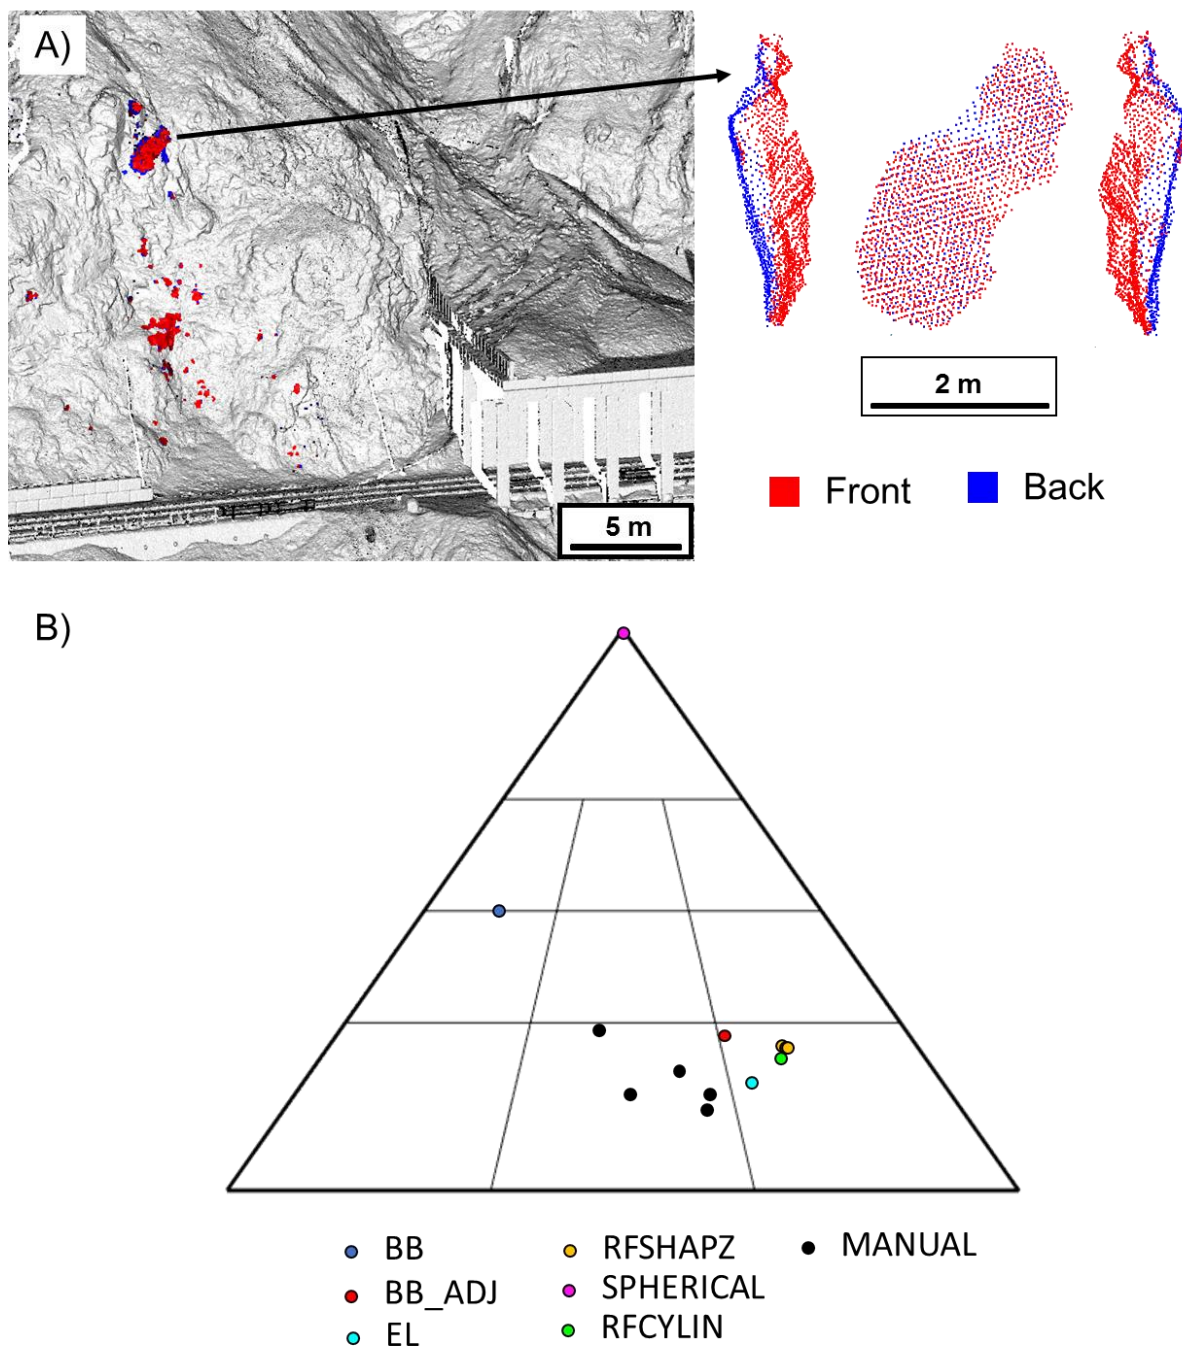 A)
2 m
Front
Back
5 m
B)
BB
RFSHAPZ
MANUAL
BB_ADJ
SPHERICAL
EL
RFCYLIN